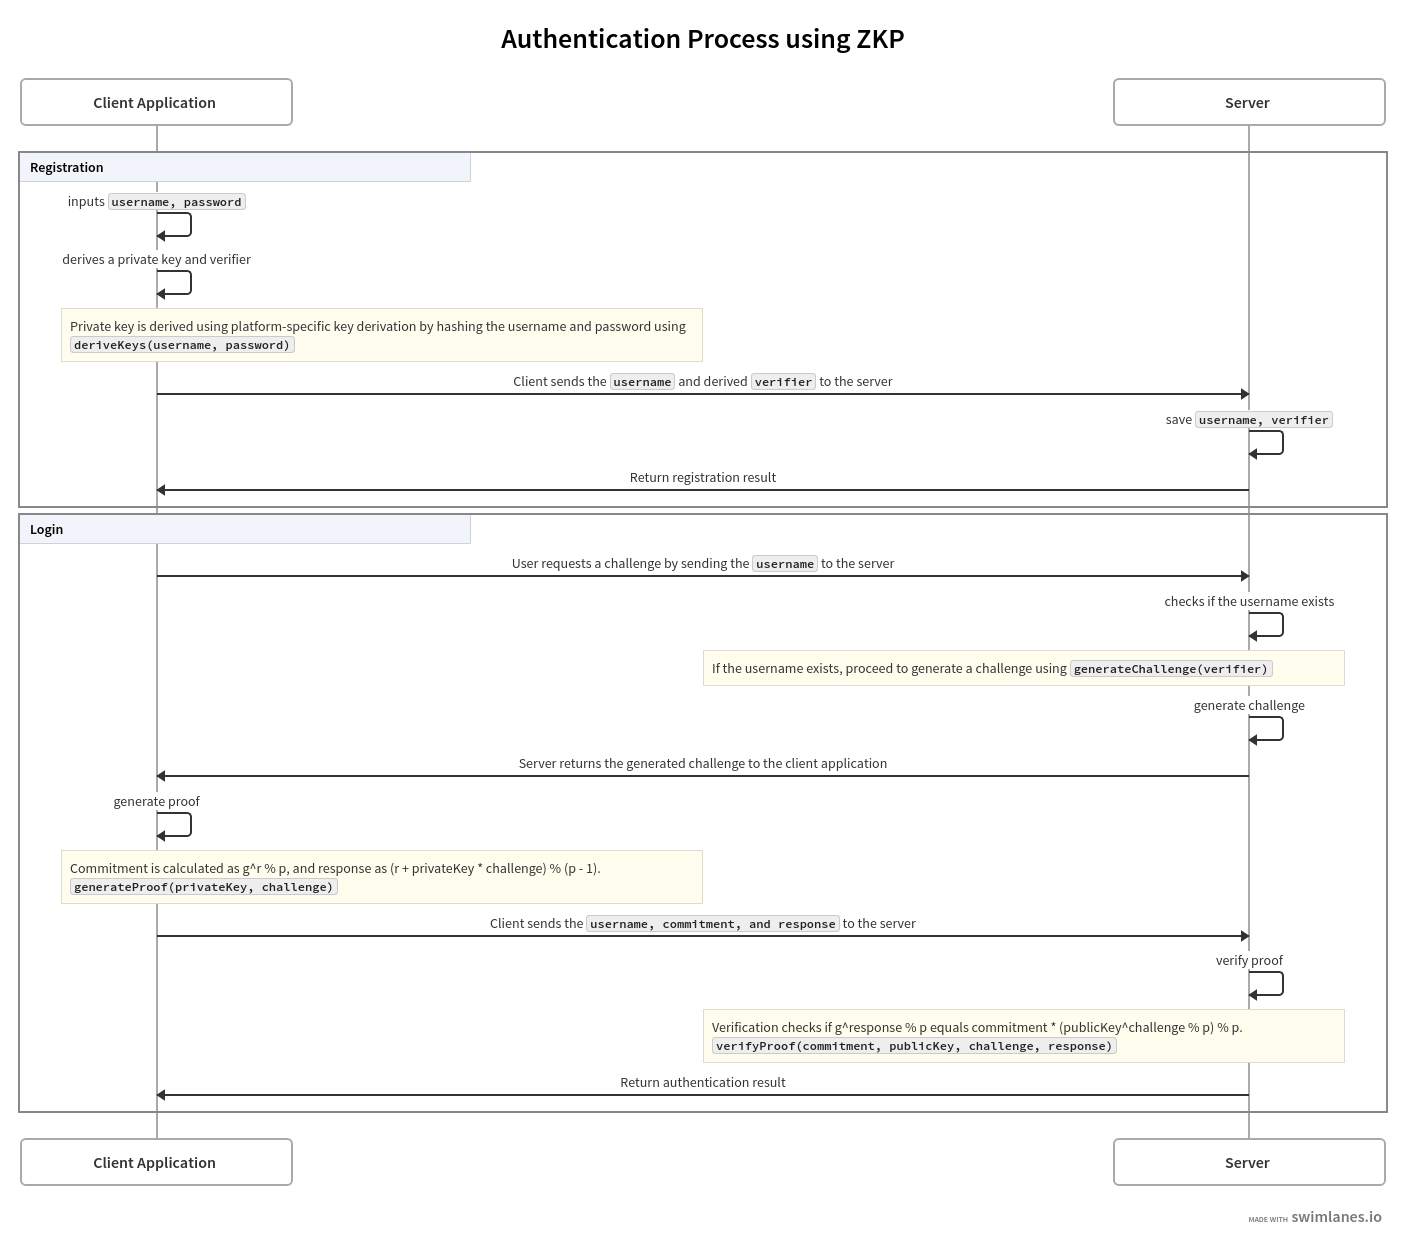 Authentication Process using ZKP
Client Application
Server
Registration
inputs username, password
derives a private key and verifier
Private key is derived using platform-specific key derivation by hashing the username and password using
deriveKeys(username, password)
Client sends the username and derived verifier to the server
save username, verifier
Return registration result
Login
User requests a challenge by sending the username to the server
checks if the username exists
If the username exists, proceed to generate a challenge using generateChallenge(verifier)
generate challenge
Server returns the generated challenge to the client application
generate proof
Commitment is calculated as g^r % p, and response as (r + privateKey * challenge) % (p - 1).
generateProof(privateKey, challenge)
Client sends the username, commitment, and response to the server
verify proof
Verification checks if g^response % p equals commitment * (publicKey^challenge % p) % p.
verifyProof(commitment, publicKey, challenge, response)
Return authentication result
Client Application
Server
MADE WITH swimlanes.io